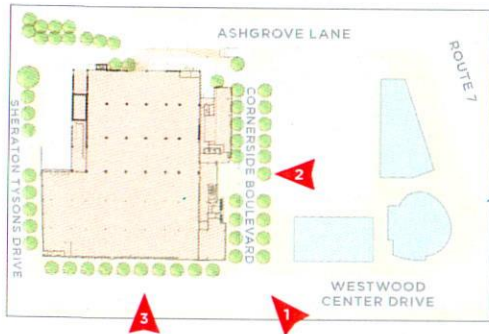 ASHGROVE LANE
ROUTE 7
SHERATON TYSONS DRIVE
CORNERSIDE BOULEVARD
2
WESTWOOD
CENTER DRIVE
3
1